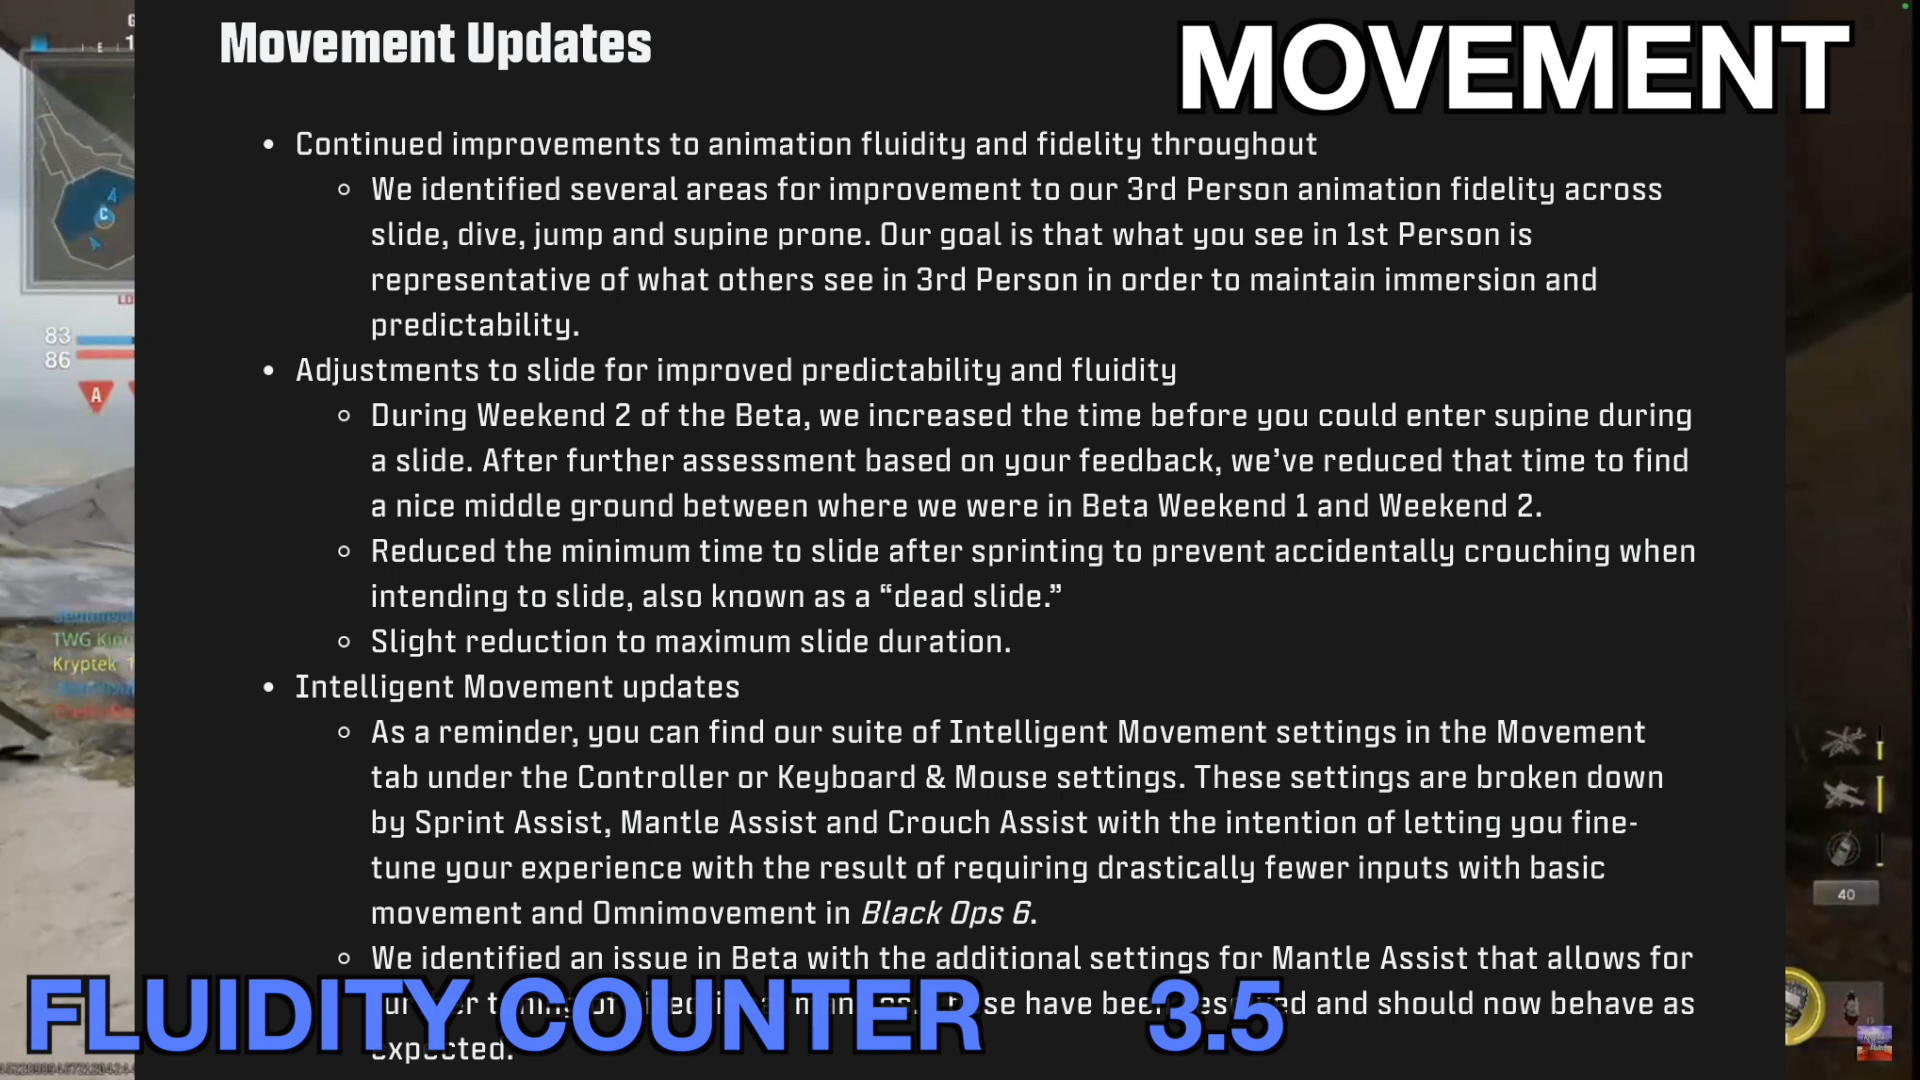 Movement Updates
MOVEMENT
• Continued improvements to animation fluidity and fidelity throughout
◦ We identified several areas for improvement to our 3rd Person animation fidelity across
slide, dive, jump and supine prone. Our goal is that what you see in 1st Person is
representative of what others see in 3rd Person in order to maintain immersion and
predictability.
• Adjustments to slide for improved predictability and fluidity
◦ During Weekend 2 of the Beta, we increased the time before you could enter supine during
a slide. After further assessment based on your feedback, we’ve reduced that time to find
a nice middle ground between where we were in Beta Weekend 1 and Weekend 2.
◦ Reduced the minimum time to slide after sprinting to prevent accidentally crouching when
intending to slide, also known as a “dead slide.”
◦ Slight reduction to maximum slide duration.
• Intelligent Movement updates
◦ As a reminder, you can find our suite of Intelligent Movement settings in the Movement
tab under the Controller or Keyboard & Mouse settings. These settings are broken down
by Sprint Assist, Mantle Assist and Crouch Assist with the intention of letting you fine-
tune your experience with the result of requiring drastically fewer inputs with basic
movement and Omnimovement in Black Ops 6.
◦ We identified an issue in Beta with the additional settings for Mantle Assist that allows for
have been and should now behave as
expected.
FLUIDITY COUNTER 3.5
E
A
C
83
86
A
TWG
Kryptek
40